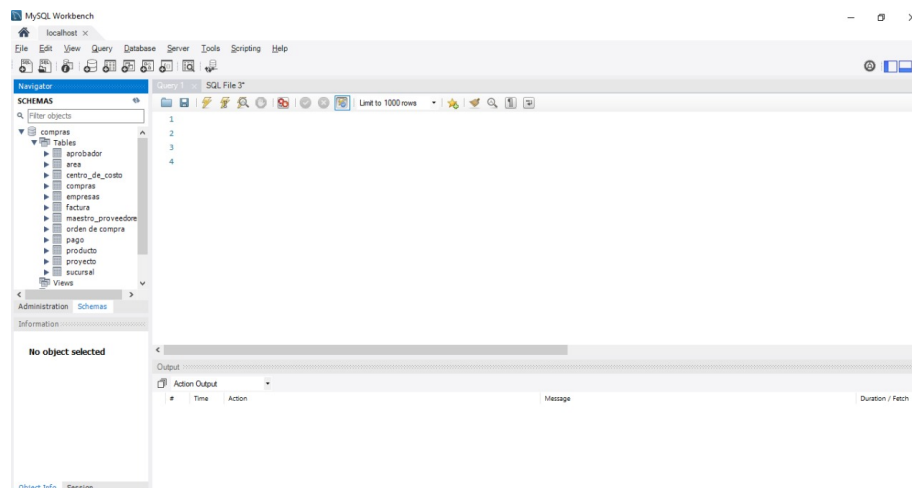 MySQL Workbench
localhost ×
File Edit View Query Database Server Tools Scripting Help
Navigator
Query 1 × SQL File 3*
SCHEMAS
Limit to 1000 rows
Filter objects
1
2
3
4
compras
Tables
aprobador
area
centro_de_costo
compras
empresas
factura
maestro_proveedore
orden de compra
pago
producto
proyecto
sucursal
Views
Administration Schemas
Information
No object selected
Output
Action Output
# Time Action Message Duration / Fetch
Object Info Session